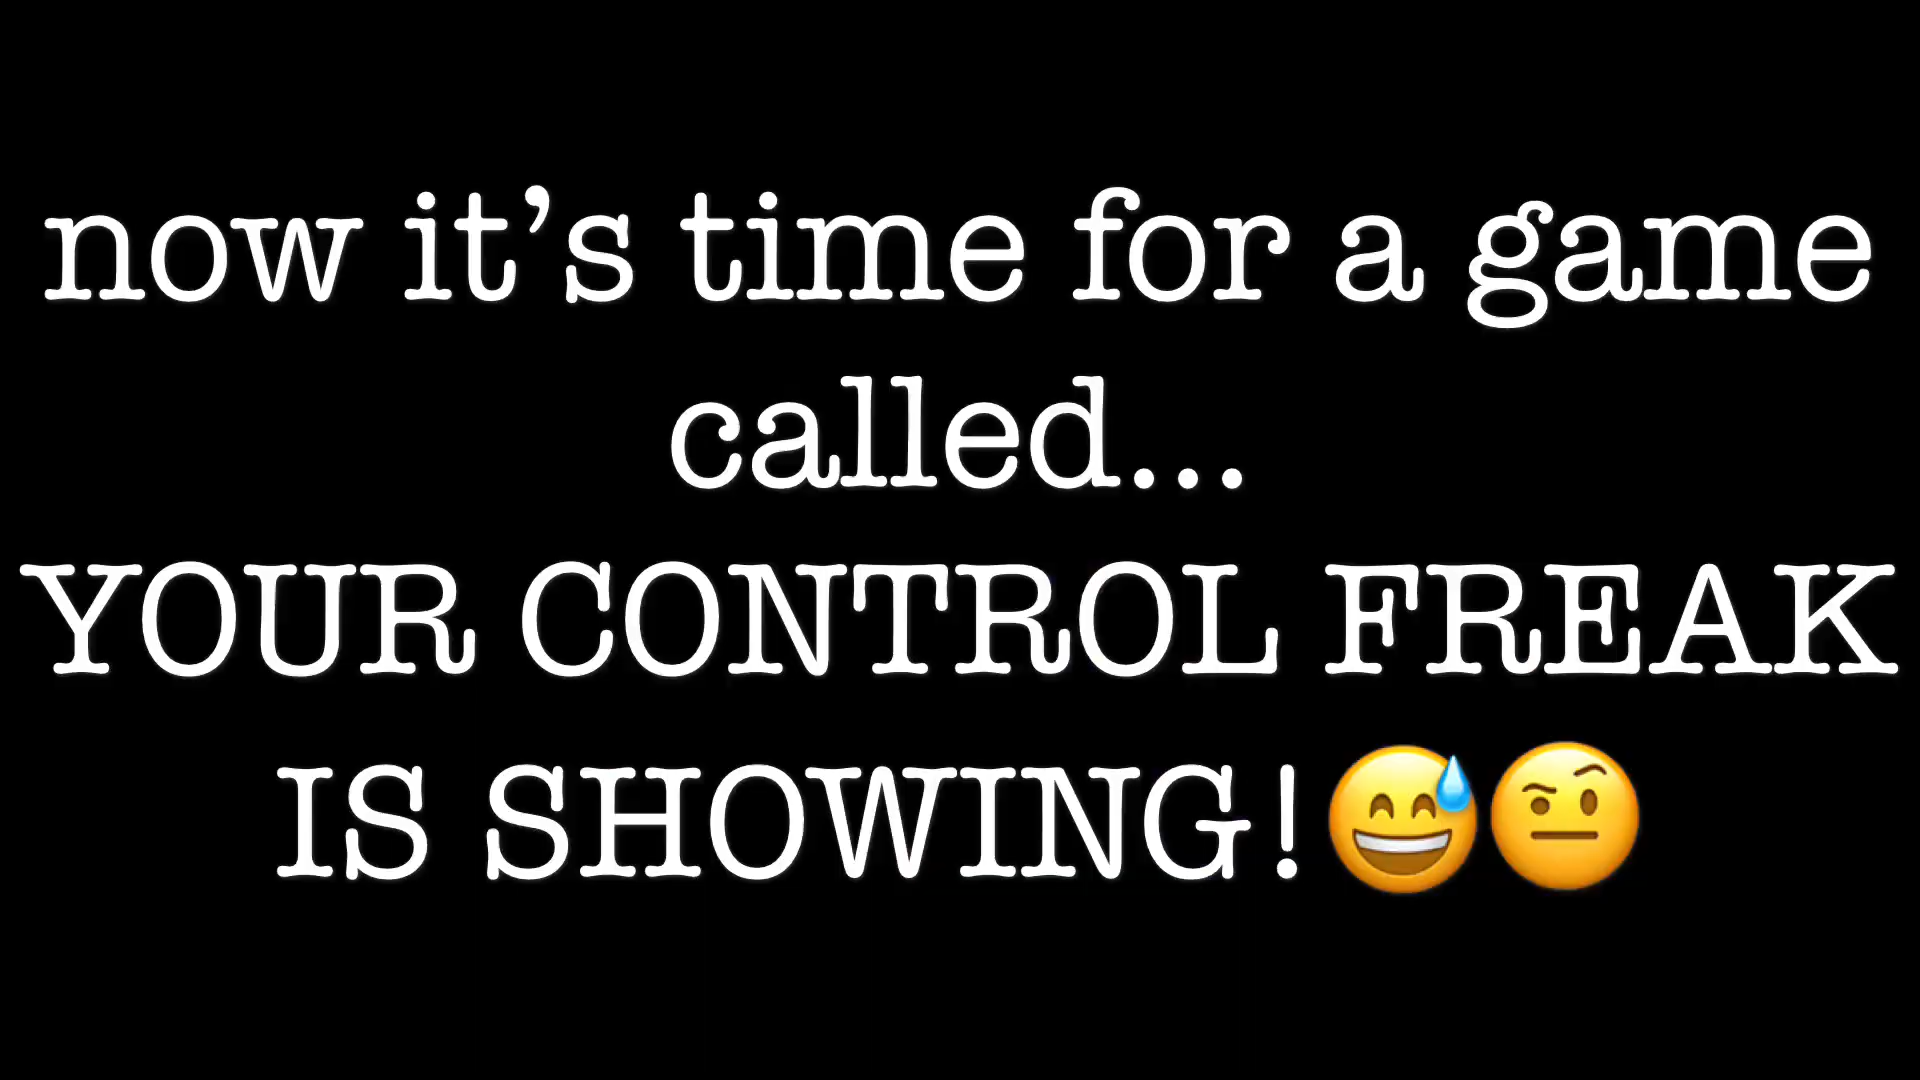 now it’s time for a game
called...
YOUR CONTROL FREAK
IS SHOWING!😅🤨